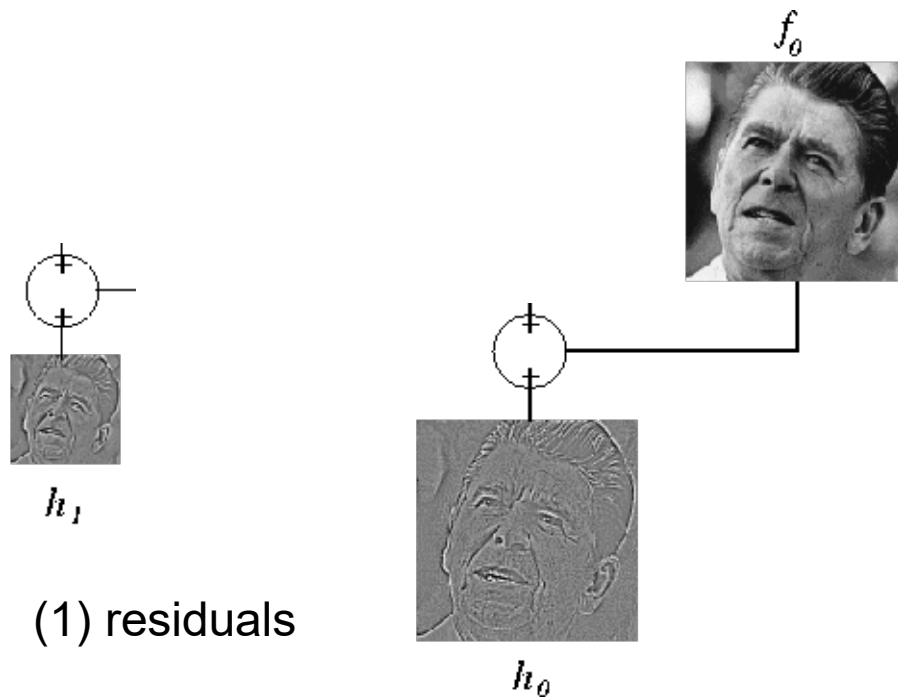 f₀
+
+
+
+
h₁
h₀
(1) residuals